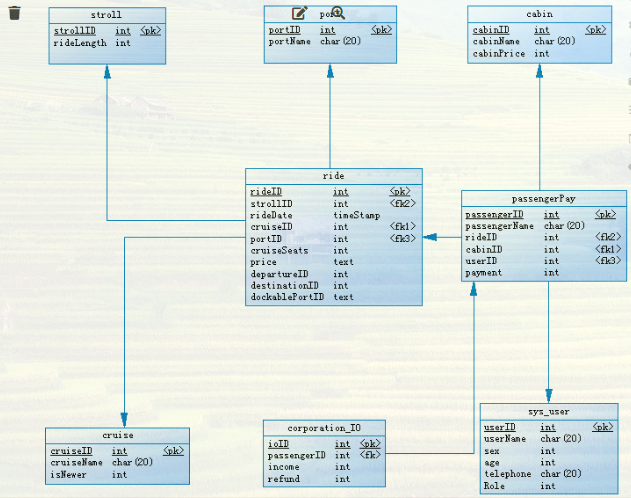 stroll
strollID int <pk>
rideLength int
port
portID int <pk>
portName char(20)
cabin
cabinID int <pk>
cabinName char(20)
cabinPrice int
ride
rideID int <pk>
strollID int <fk2>
rideDate timeStamp
cruiseID int <fk1>
portID int <fk3>
cruiseSeats int
price text
departureID int
destinationID int
dockablePortID text
passengerPay
passengerID int <pk>
passengerName char(20)
rideID int <fk2>
cabinID int <fk1>
userID int <fk3>
payment int
cruise
cruiseID int <pk>
cruiseName char(20)
isNewer int
corporation_IO
ioID int <pk>
passengerID int <fk>
income int
refund int
sys_user
userID int <pk>
userName char(20)
sex int
age int
telephone char(20)
Role int